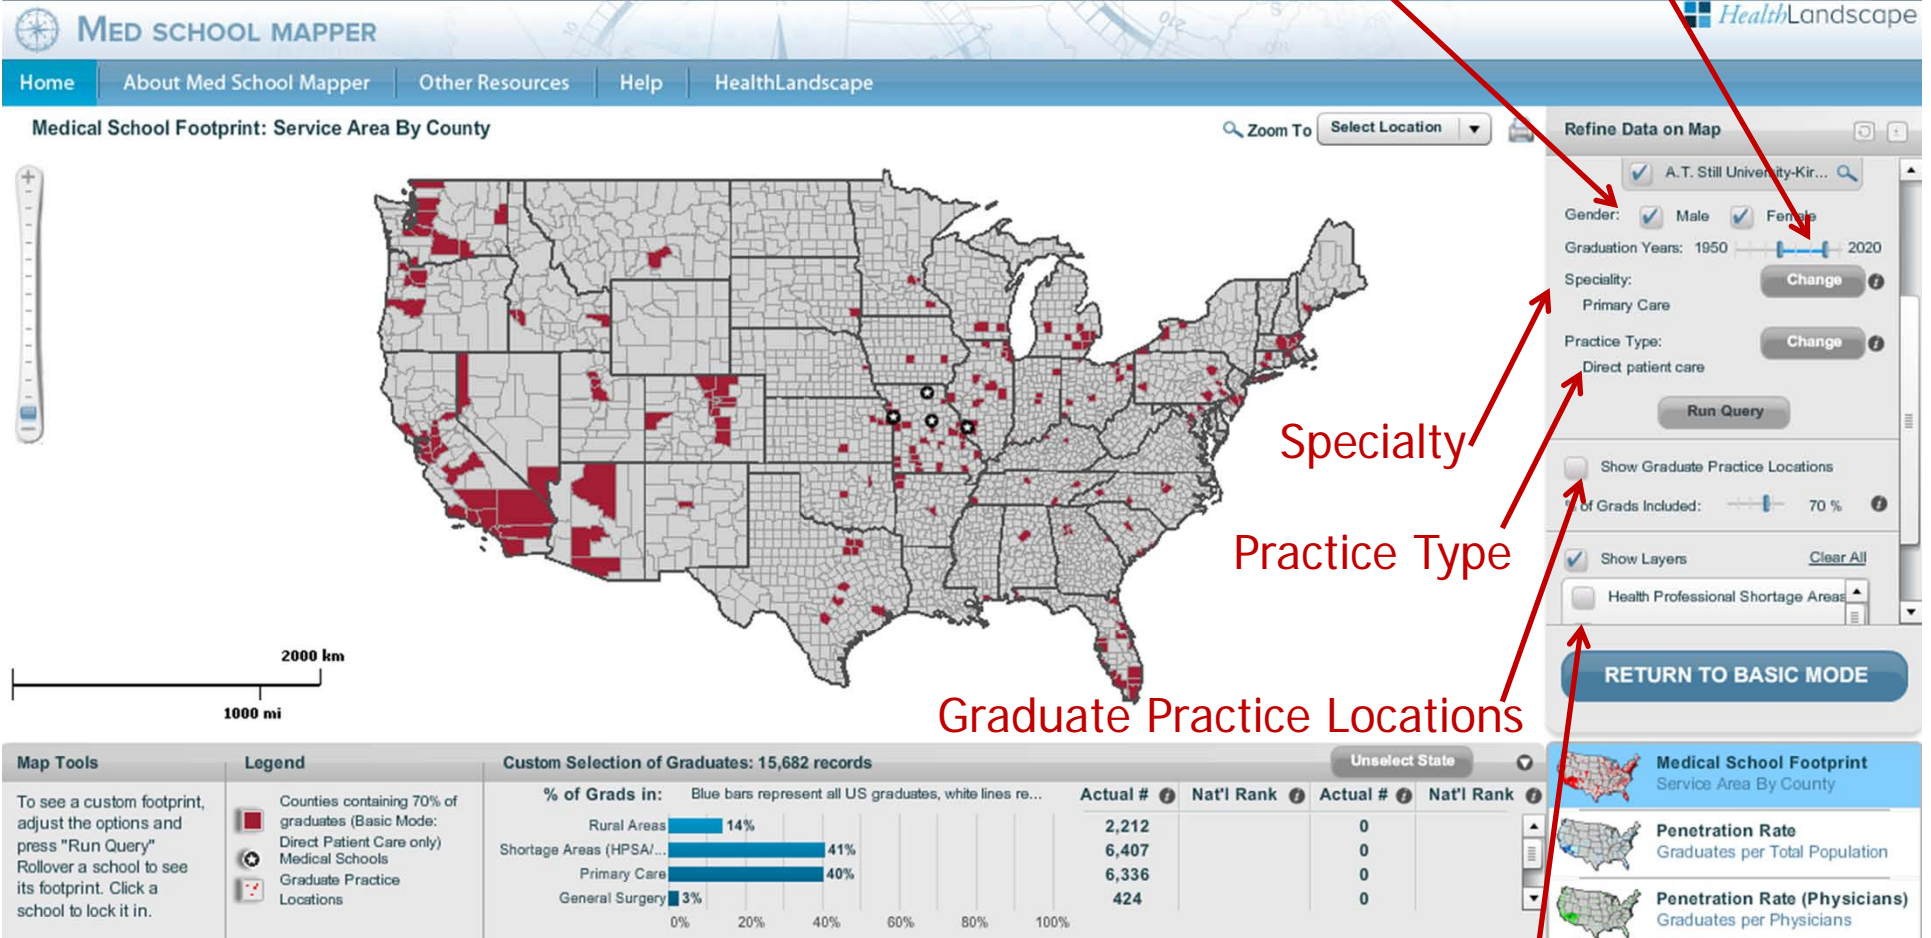 MED SCHOOL MAPPER
HealthLandscape
Home
About Med School Mapper
Other Resources
Help
HealthLandscape
Medical School Footprint: Service Area By County
Zoom To
Select Location
Refine Data on Map
A.T. Still University-Kir...
Gender:
Male
Female
Graduation Years: 1950
2020
Speciality:
Change
Primary Care
Practice Type:
Change
Direct patient care
Run Query
Specialty
Show Graduate Practice Locations
% of Grads Included:
70 %
Practice Type
Show Layers
Clear All
Health Professional Shortage Areas
2000 km
1000 mi
RETURN TO BASIC MODE
Graduate Practice Locations
Map Tools
To see a custom footprint,
adjust the options and
press "Run Query"
Rollover a school to see
its footprint. Click a
school to lock it in.
Legend
Counties containing 70% of
graduates (Basic Mode:
Direct Patient Care only)
Medical Schools
Graduate Practice
Locations
Custom Selection of Graduates: 15,682 records
Unselect State
% of Grads in:
Blue bars represent all US graduates, white lines re...
Actual #
Nat'l Rank
Actual #
Nat'l Rank
Rural Areas 14% 2,212 0
Shortage Areas (HPSA/... 41% 6,407 0
Primary Care 40% 6,336 0
General Surgery 3% 424 0
0% 20% 40% 60% 80% 100%
Medical School Footprint
Service Area By County
Penetration Rate
Graduates per Total Population
Penetration Rate (Physicians)
Graduates per Physicians